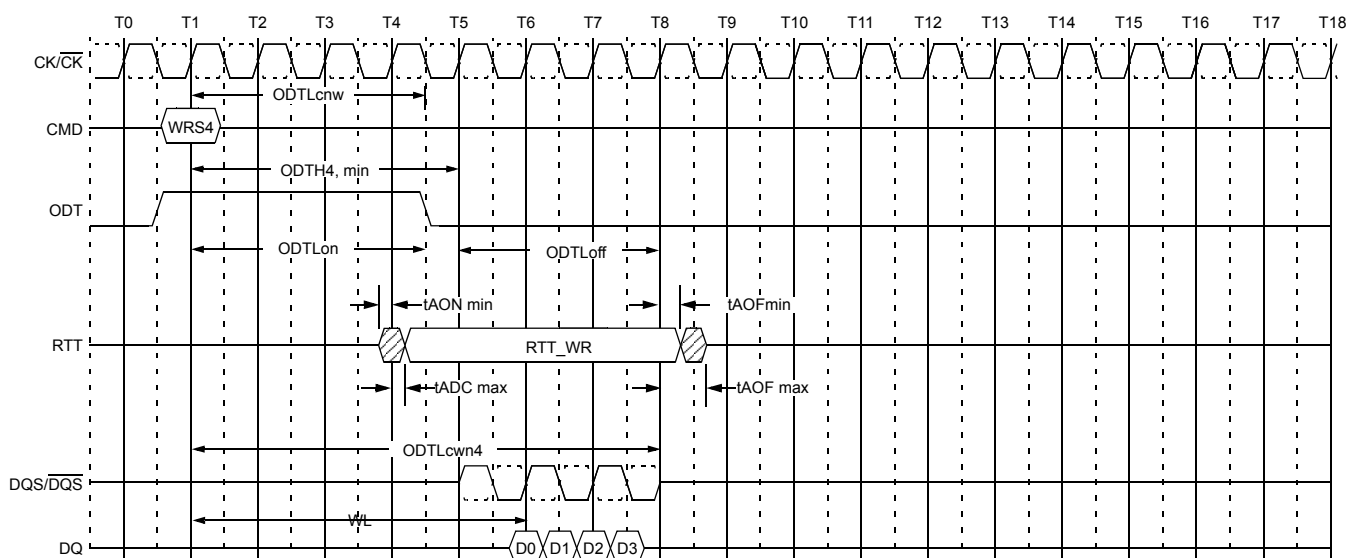 T0 T1 T2 T3 T4 T5 T6 T7 T8 T9 T10 T11 T12 T13 T14 T15 T16 T17 T18
CK/C̅K̅
ODTLcnw
CMD
WRS4
ODTH4, min
ODT
ODTLon
ODTLoff
tAON min
tAOFmin
RTT
RTT_WR
tADC max
tAOF max
ODTLcwn4
DQS/D̅Q̅S̅
WL
DQ
D0 D1 D2 D3